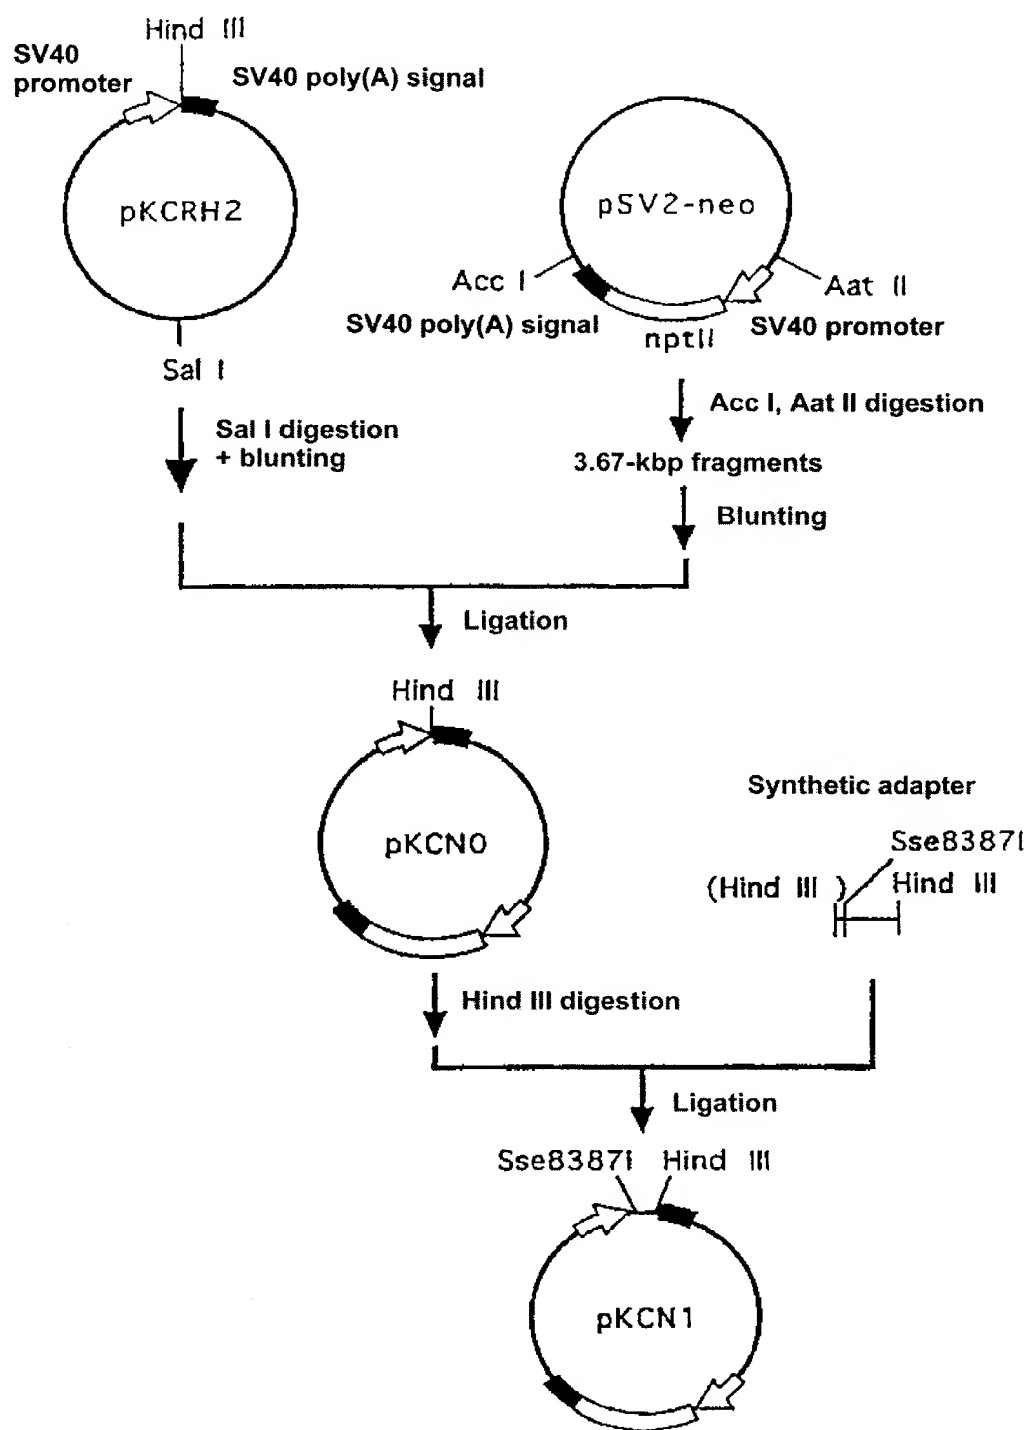 Hind III
SV40
promoter
SV40 poly(A) signal
pKCRH2
Sal I
pSV2-neo
Acc I
Aat II
SV40 poly(A) signal
SV40 promoter
nptII
Sal I digestion
+ blunting
Acc I, Aat II digestion
3.67-kbp fragments
Blunting
Ligation
Hind III
pKCN0
Synthetic adapter
Sse8387I
(Hind III )
Hind III
Hind III digestion
Ligation
Sse8387I Hind III
pKCN1